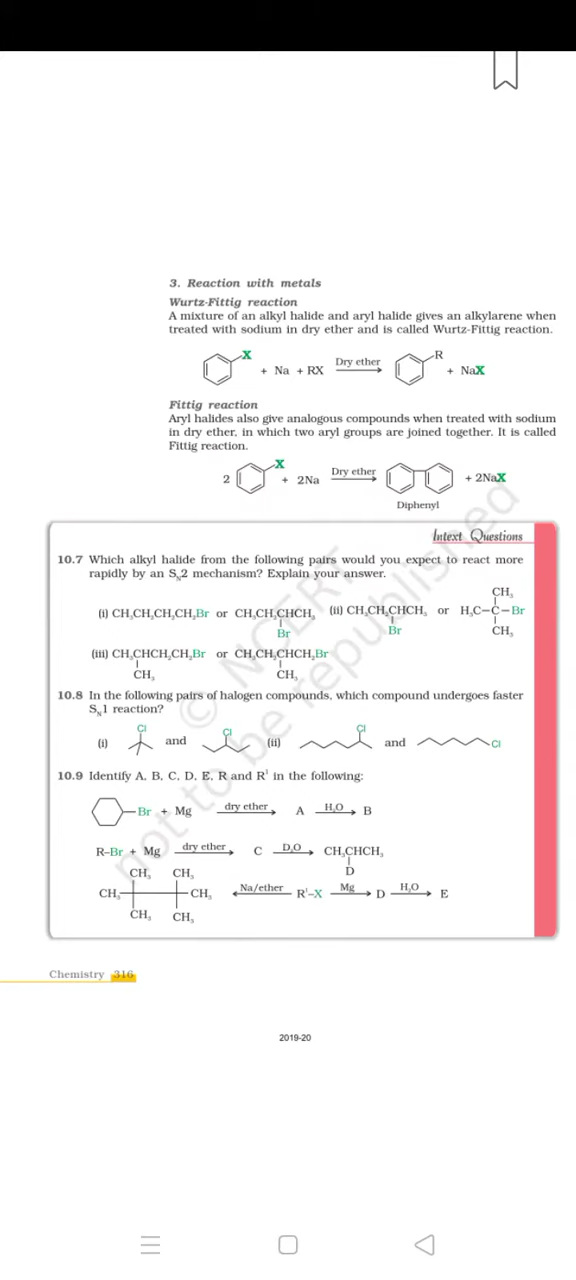 3. Reaction with metals
Wurtz-Fittig reaction
A mixture of an alkyl halide and aryl halide gives an alkylarene when
treated with sodium in dry ether and is called Wurtz-Fittig reaction.
X + Na + RX Dry ether R + NaX
Fittig reaction
Aryl halides also give analogous compounds when treated with sodium
in dry ether, in which two aryl groups are joined together. It is called
Fittig reaction.
2 X + 2Na Dry ether + 2NaX
Diphenyl
Intext Questions
10.7 Which alkyl halide from the following pairs would you expect to react more
rapidly by an SN2 mechanism? Explain your answer.
CH₃
(i) CH₃CH₂CH₂CH₂Br or CH₃CH₂CHCH₃ (ii) CH₃CH₂CHCH₃ or H₃C–C–Br
Br Br CH₃
(iii) CH₃CHCH₂CH₂Br or CH₃CH₂CHCH₂Br
CH₃ CH₃
10.8 In the following pairs of halogen compounds, which compound undergoes faster
SN1 reaction?
Cl Cl Cl
(i) and (ii) and Cl
10.9 Identify A, B, C, D, E, R and R¹ in the following:
Br + Mg dry ether A H₂O B
R–Br + Mg dry ether C D₂O CH₃CHCH₃
D
CH₃ CH₃
CH₃ CH₃ Na/ether R¹–X Mg D H₂O E
CH₃ CH₃
Chemistry 316
2019-20
© NCERT
not to be republished